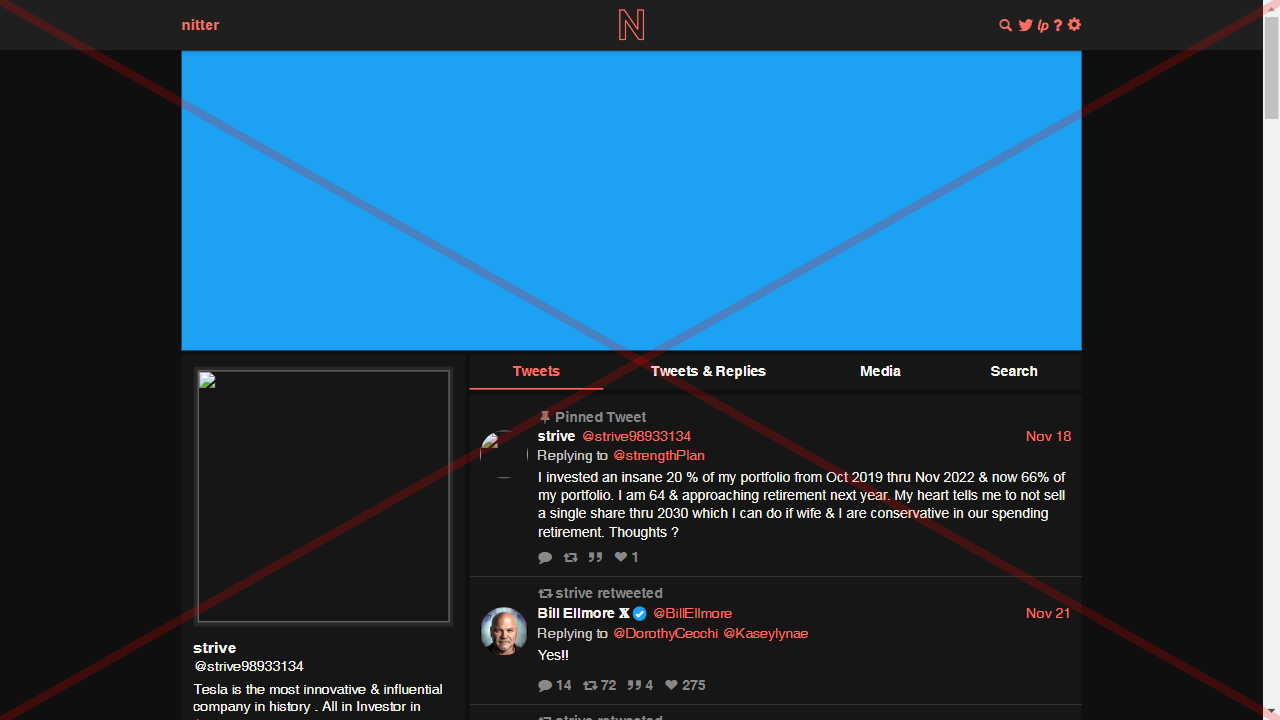 nitter
N
lp ?
Tweets
Tweets & Replies
Media
Search
Pinned Tweet
strive @strive98933134 Nov 18
Replying to @strengthPlan
I invested an insane 20 % of my portfolio from Oct 2019 thru Nov 2022 & now 66% of
my portfolio. I am 64 & approaching retirement next year. My heart tells me to not sell
a single share thru 2030 which I can do if wife & I are conservative in our spending
retirement. Thoughts ?
1
strive retweeted
Bill Ellmore 𝕏 @BillEllmore Nov 21
Replying to @DorothyCecchi @Kaseylynae
Yes!!
14 72 4 275
strive retweeted
strive
@strive98933134
Tesla is the most innovative & influential
company in history . All in Investor in